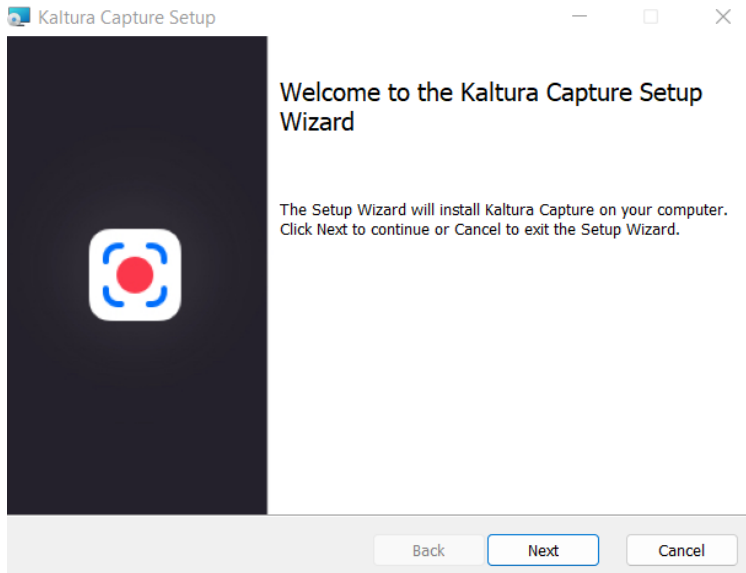 Kaltura Capture Setup
Welcome to the Kaltura Capture Setup
Wizard
The Setup Wizard will install Kaltura Capture on your computer.
Click Next to continue or Cancel to exit the Setup Wizard.
Back
Next
Cancel